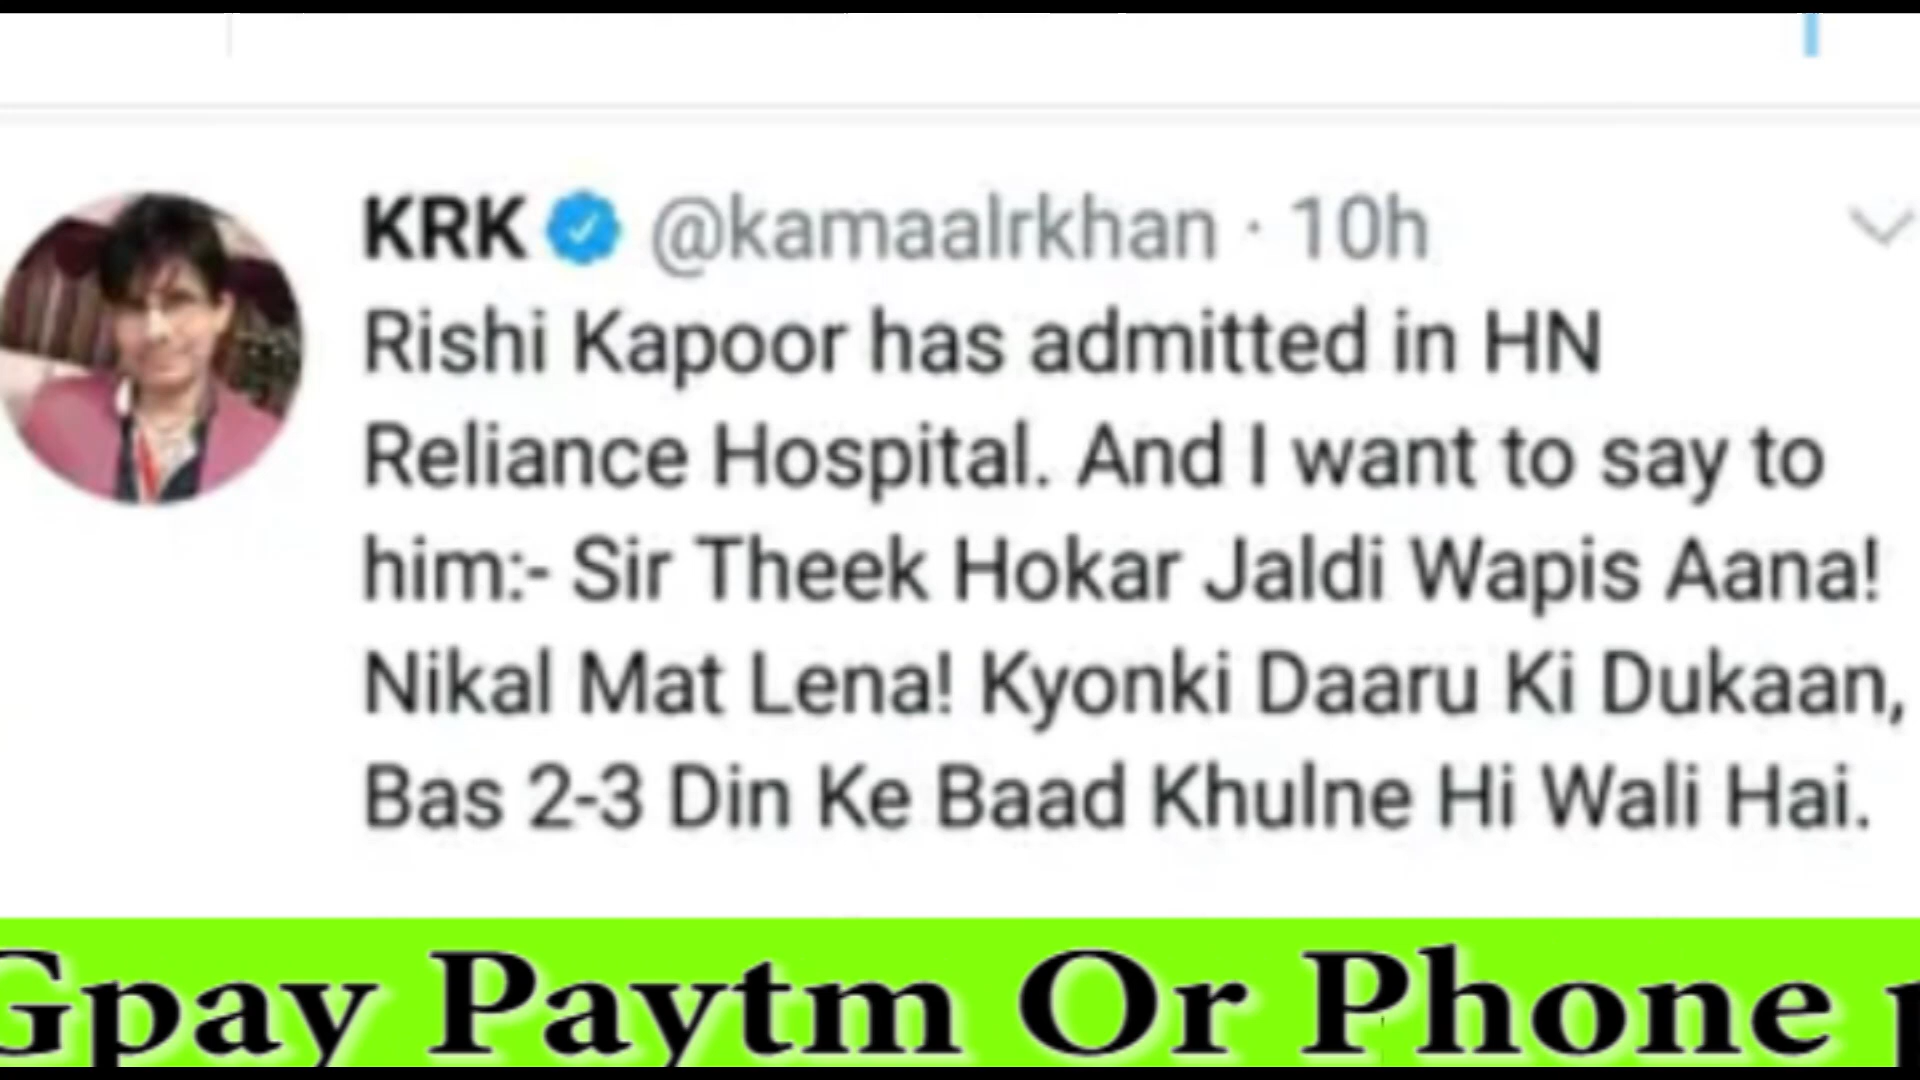 KRK @kamaalrkhan · 10h
Rishi Kapoor has admitted in HN
Reliance Hospital. And I want to say to
him:- Sir Theek Hokar Jaldi Wapis Aana!
Nikal Mat Lena! Kyonki Daaru Ki Dukaan,
Bas 2-3 Din Ke Baad Khulne Hi Wali Hai.
Gpay Paytm Or Phone p